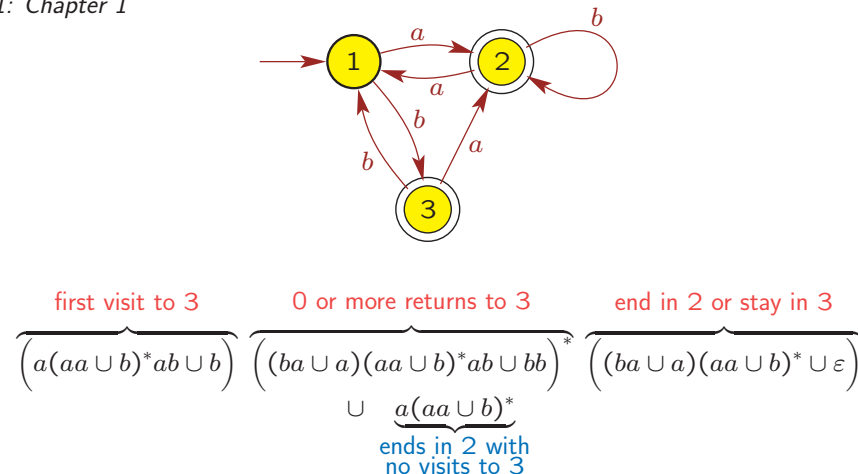 1: Chapter 1
a
b
1
2
a
b
a
b
3
first visit to 3 0 or more returns to 3 end in 2 or stay in 3
(a(aa ∪ b)*ab ∪ b) ((ba ∪ a)(aa ∪ b)*ab ∪ bb)* ((ba ∪ a)(aa ∪ b)* ∪ ε)
∪ a(aa ∪ b)*
ends in 2 with
no visits to 3